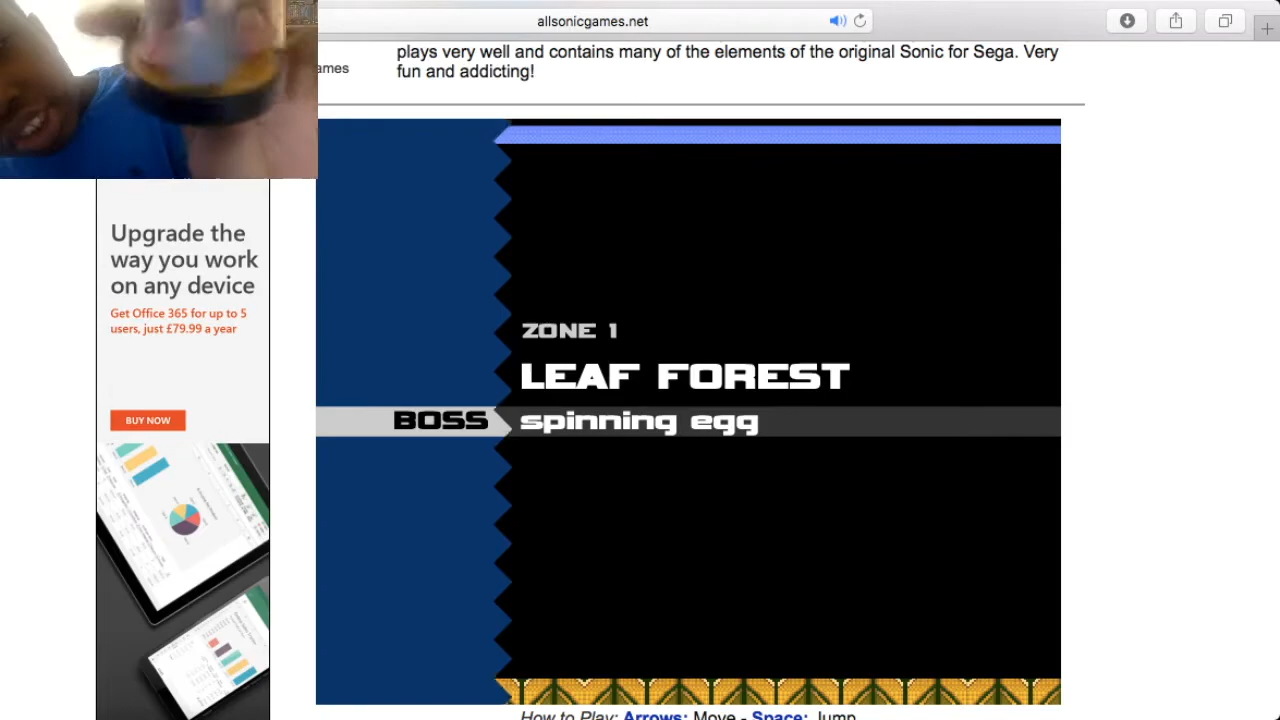 allsonicgames.net
plays very well and contains many of the elements of the original Sonic for Sega. Very
fun and addicting!
ames
Upgrade the
way you work
on any device
Get Office 365 for up to 5
users, just £79.99 a year
BUY NOW
ZONE 1
LEAF FOREST
BOSS spinning egg
How to Play: Arrows: Move - Space: Jump